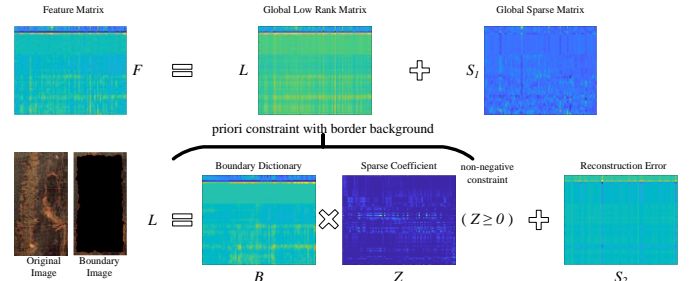 Feature Matrix
Global Low Rank Matrix
Global Sparse Matrix
F = L + S1
priori constraint with border background
Boundary Dictionary
Sparse Coefficient
non-negative
constraint
Reconstruction Error
L = × ( Z ≥ 0 ) +
Original
Image
Boundary
Image
B
Z
S2